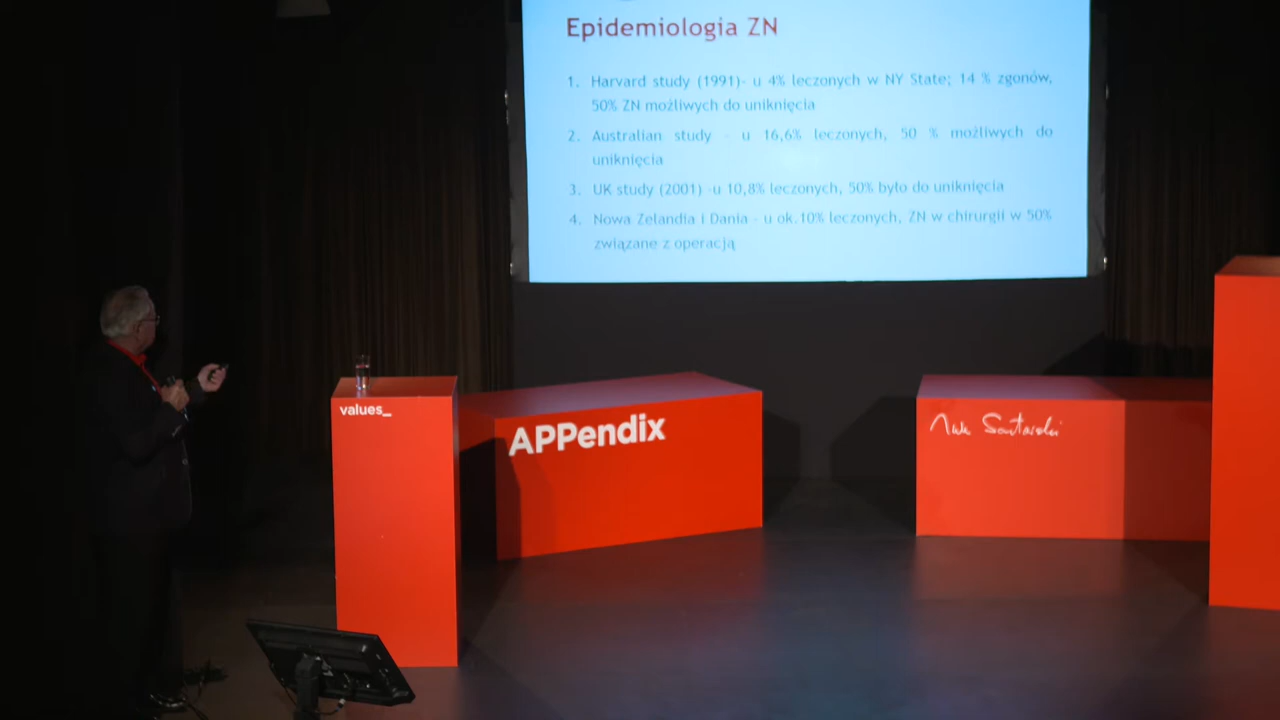 Epidemiologia ZN
1. Harvard study (1991)- u 4% leczonych w NY State; 14 % zgonów,
50% ZN możliwych do uniknięcia
2. Australian study - u 16,6% leczonych, 50 % możliwych do
uniknięcia
3. UK study (2001) -u 10,8% leczonych, 50% było do uniknięcia
4. Nowa Zelandia i Dania - u ok.10% leczonych, ZN w chirurgii w 50%
związane z operacją
values_
APPendix